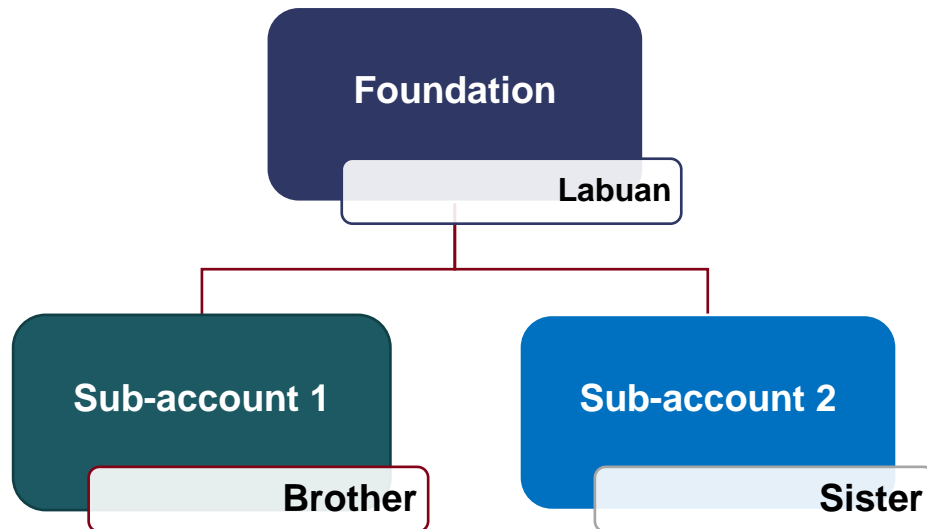 Foundation
Labuan
Sub-account 1
Brother
Sub-account 2
Sister